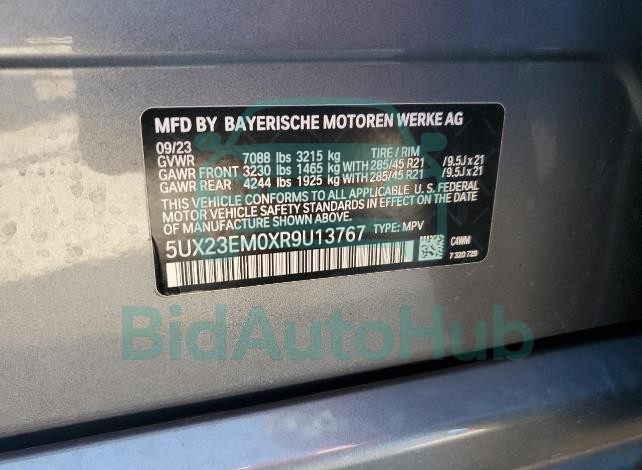 MFD BY BAYERISCHE MOTOREN WERKE AG
09/23
GVWR 7088 lbs 3215 kg TIRE / RIM
GAWR FRONT 3230 lbs 1465 kg WITH 285/45 R21 /9.5J x 21
GAWR REAR 4244 lbs 1925 kg WITH 285/45 R21 /9.5J x 21
THIS VEHICLE CONFORMS TO ALL APPLICABLE U. S. FEDERAL
MOTOR VEHICLE SAFETY STANDARDS IN EFFECT ON THE DATE
OF MANUFACTURE SHOWN ABOVE.
5UX23EM0XR9U13767 TYPE: MPV
C4WM
7 320 729
BidAutoHub